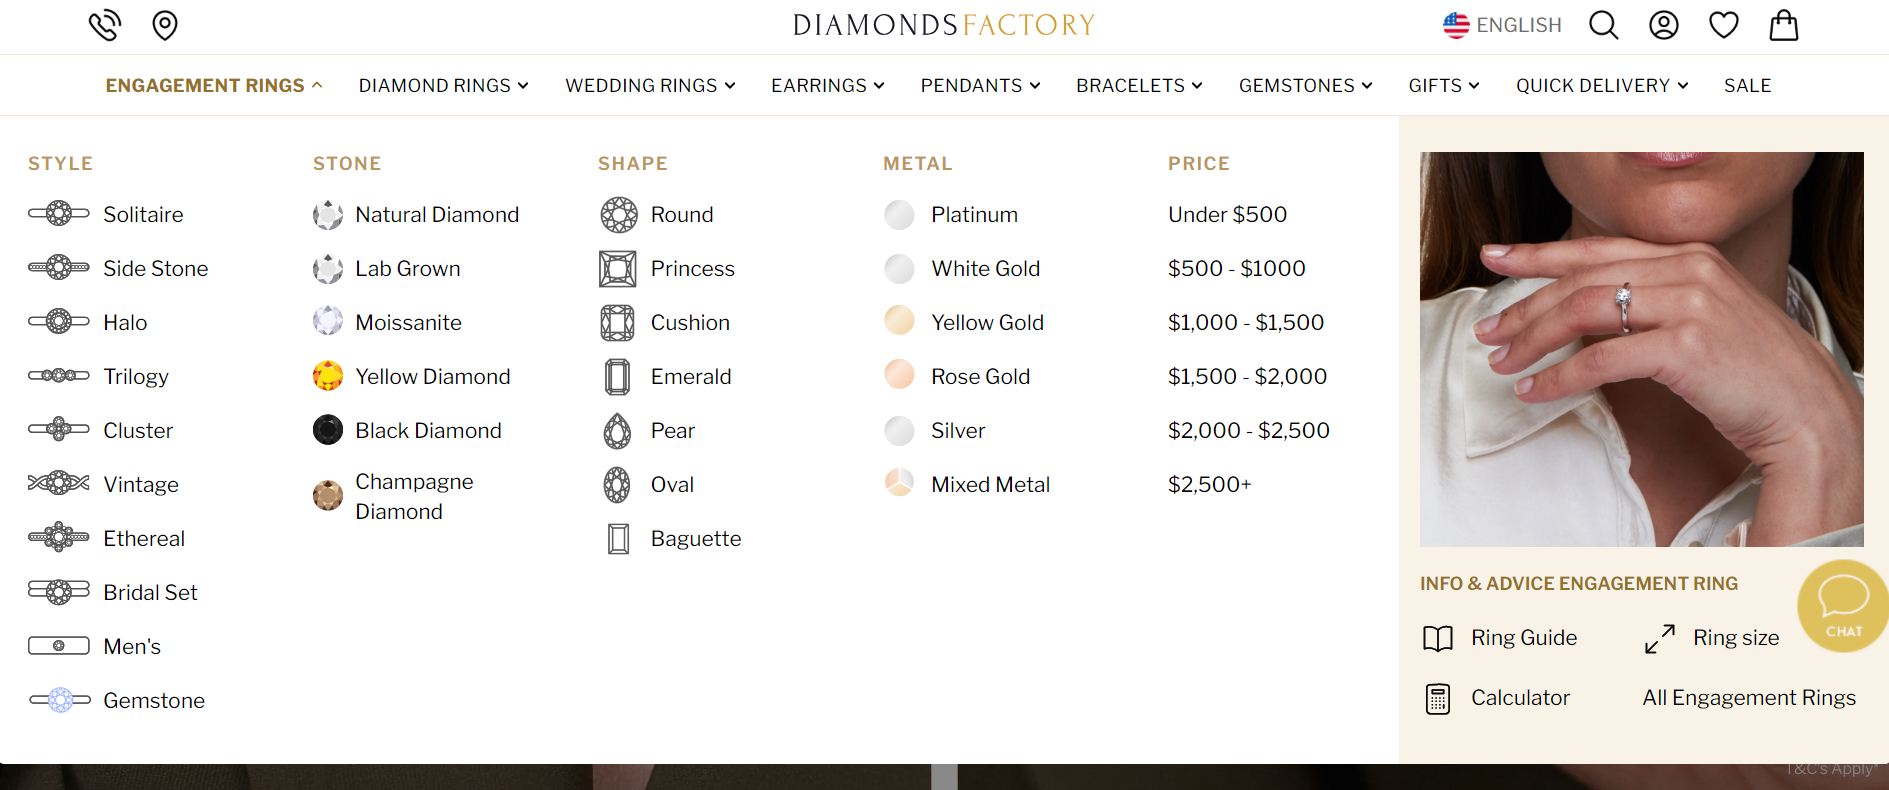 DIAMONDSFACTORY
ENGLISH
ENGAGEMENT RINGS
DIAMOND RINGS
WEDDING RINGS
EARRINGS
PENDANTS
BRACELETS
GEMSTONES
GIFTS
QUICK DELIVERY
SALE
STYLE
Solitaire
Side Stone
Halo
Trilogy
Cluster
Vintage
Ethereal
Bridal Set
Men's
Gemstone
STONE
Natural Diamond
Lab Grown
Moissanite
Yellow Diamond
Black Diamond
Champagne
Diamond
SHAPE
Round
Princess
Cushion
Emerald
Pear
Oval
Baguette
METAL
Platinum
White Gold
Yellow Gold
Rose Gold
Silver
Mixed Metal
PRICE
Under $500
$500 - $1000
$1,000 - $1,500
$1,500 - $2,000
$2,000 - $2,500
$2,500+
INFO & ADVICE ENGAGEMENT RING
Ring Guide
Ring size
Calculator
All Engagement Rings
CHAT
T&C's Apply*